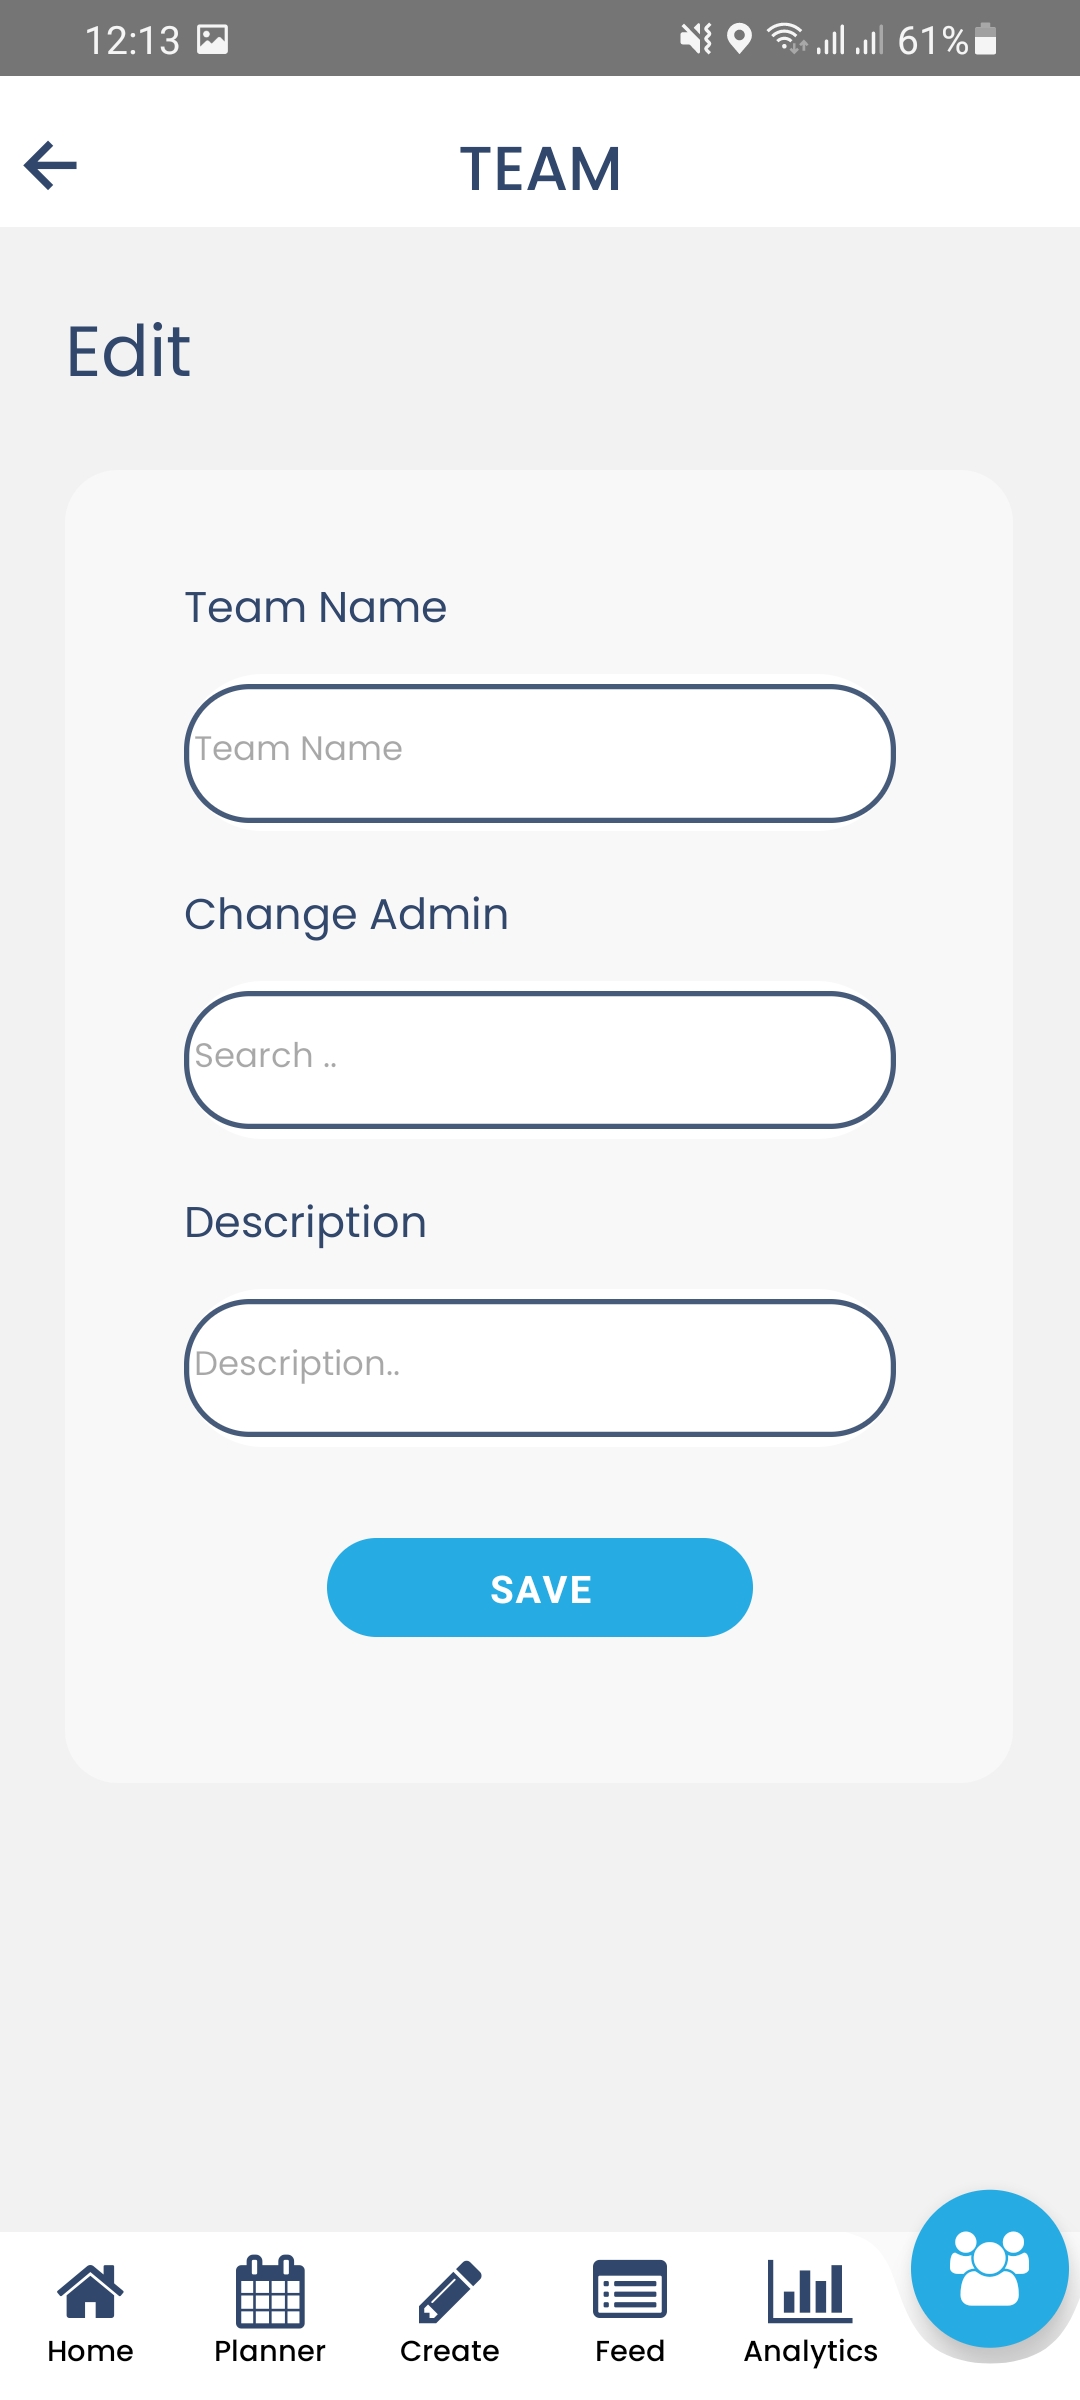 12:13 61%
TEAM
Edit
Team Name
Team Name
Change Admin
Search ..
Description
Description..
SAVE
Home Planner Create Feed Analytics